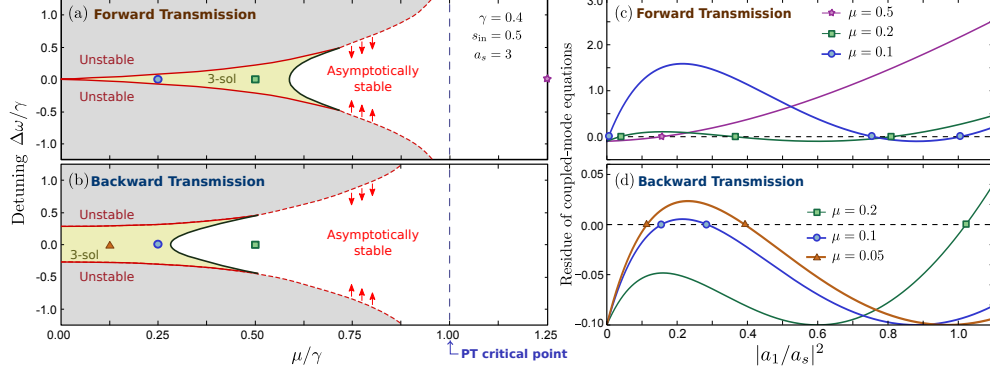 (a) Forward Transmission
γ = 0.4
s_in = 0.5
a_s = 3
Unstable
3-sol
Unstable
Asymptotically
stable
1.0
0.5
0.0
-0.5
-1.0
(b) Backward Transmission
Unstable
3-sol
Unstable
Asymptotically
stable
1.0
0.5
0.0
-0.5
-1.0
Detuning Δω/γ
0.00 0.25 0.50 0.75 1.00 1.25
μ/γ
PT critical point
(c) Forward Transmission
μ = 0.5
μ = 0.2
μ = 0.1
3.0
2.0
1.0
0.0
(d) Backward Transmission
μ = 0.2
μ = 0.1
μ = 0.05
0.05
0.00
−0.05
−0.10
Residue of coupled-mode equations
0 0.2 0.4 0.6 0.8 1.0
|a₁/a_s|²